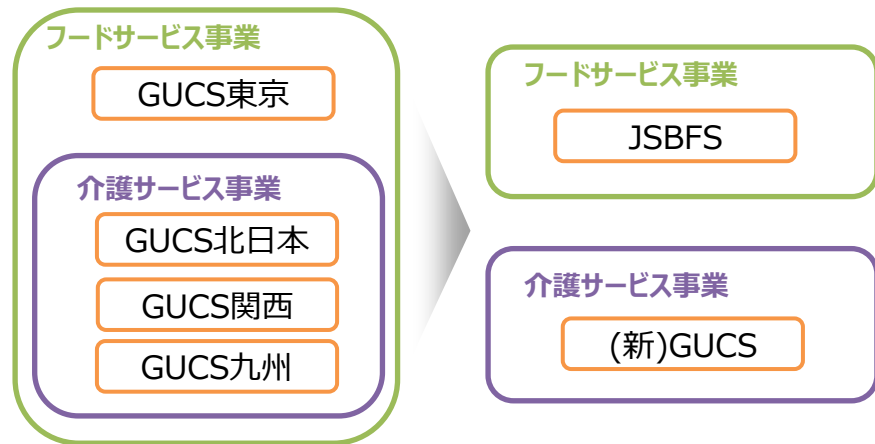 フードサービス事業
GUCS東京
介護サービス事業
GUCS北日本
GUCS関西
GUCS九州
フードサービス事業
JSBFS
介護サービス事業
(新)GUCS